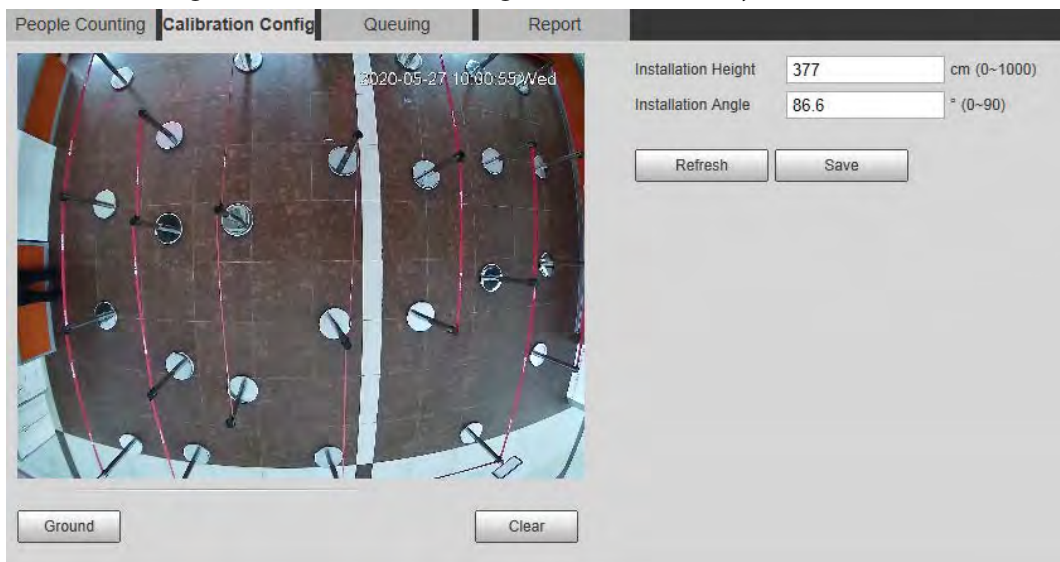 People Counting Calibration Config Queuing Report
2020-05-27 10:00:55 Wed
Installation Height 377 cm (0~1000)
Installation Angle 86.6 ° (0~90)
Refresh Save
Ground Clear